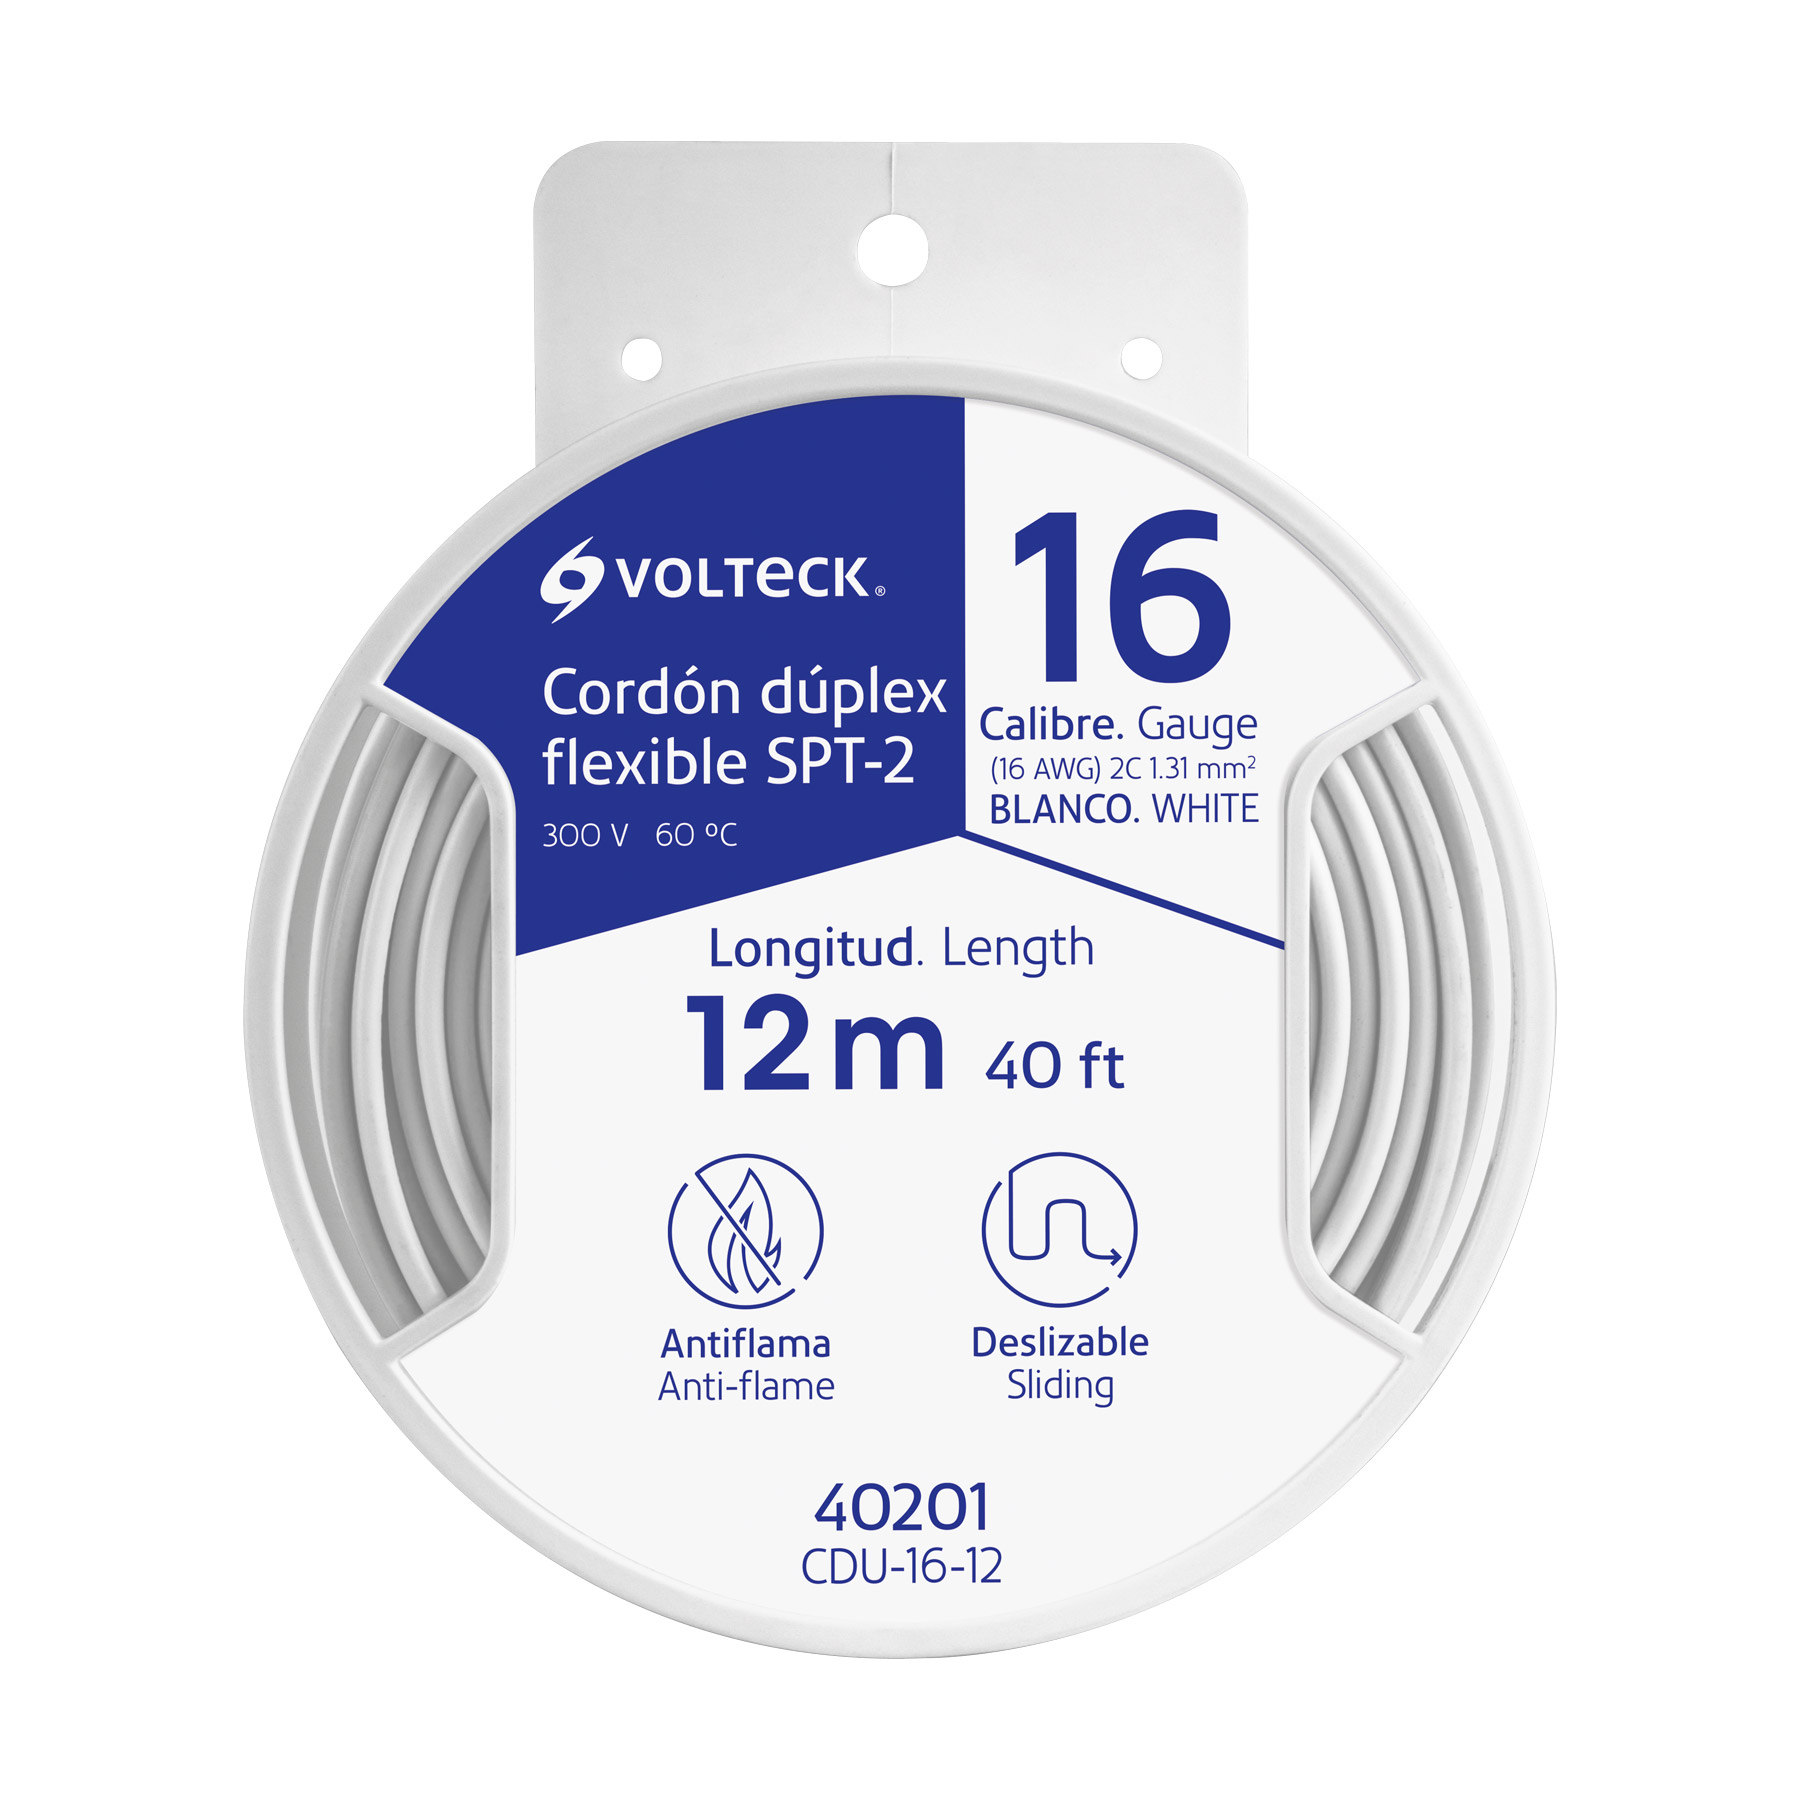 VOLTECK®
Cordón dúplex
flexible SPT-2
300 V 60 ºC
16
Calibre. Gauge
(16 AWG) 2C 1.31 mm²
BLANCO. WHITE
Longitud. Length
12 m 40 ft
Antiflama
Anti-flame
Deslizable
Sliding
40201
CDU-16-12